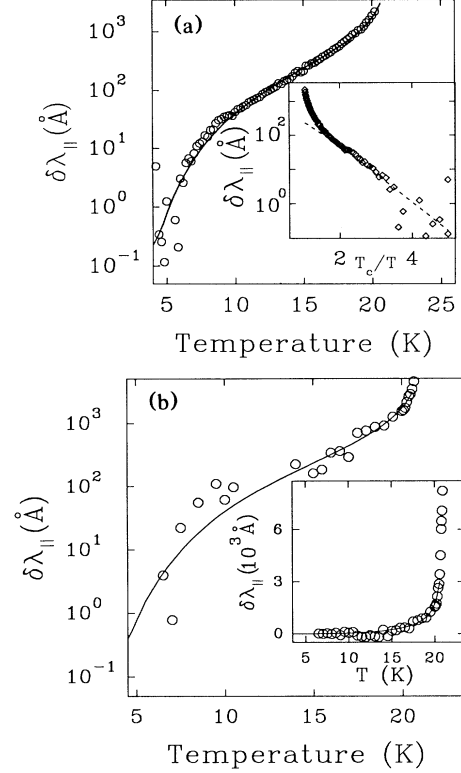 (a)
10³
10²
10¹
10⁰
10⁻¹
δλ∥(Å)
5 10 15 20 25
Temperature (K)
10²
10⁰
δλ∥(Å)
2 T_c/T 4
(b)
10³
10²
10¹
10⁰
10⁻¹
δλ∥(Å)
5 10 15 20
Temperature (K)
6
3
0
δλ∥(10³Å)
5 10 15 20
T (K)